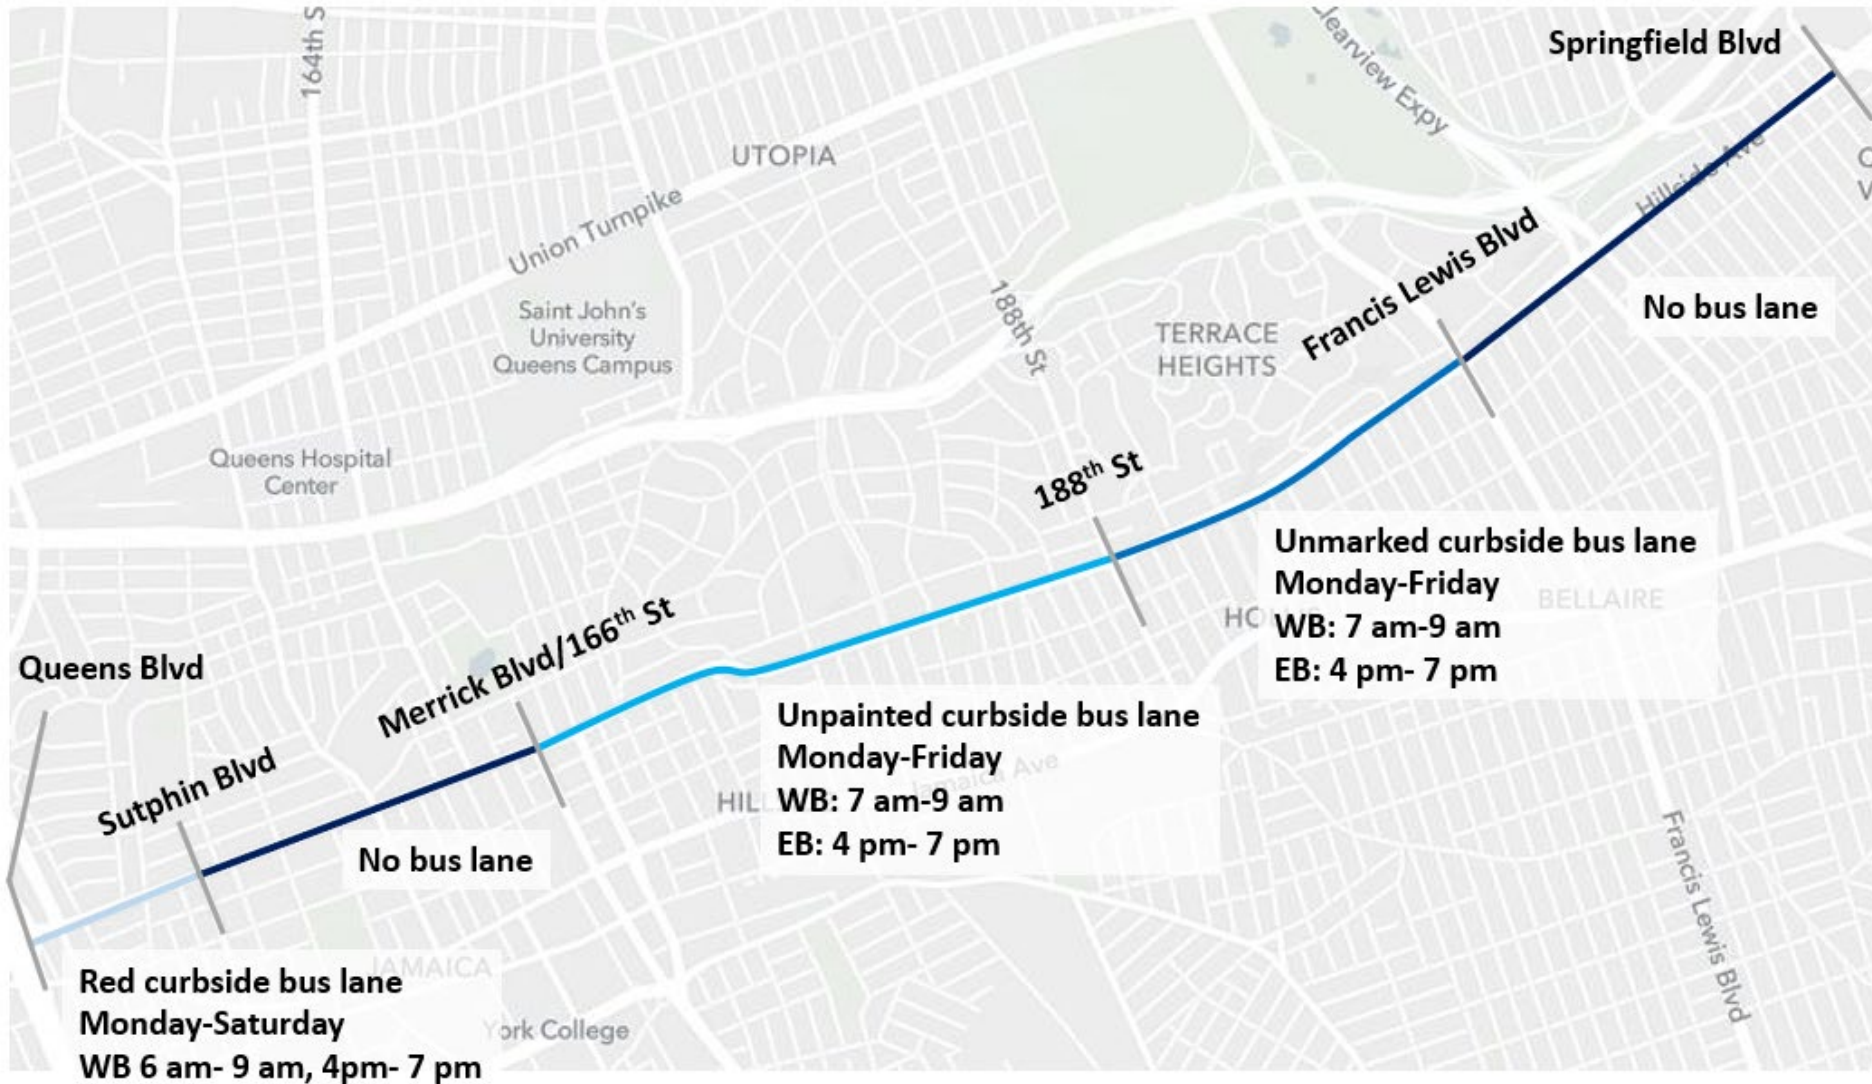 Springfield Blvd
164th S
Clearview Expy
UTOPIA
Hillside Ave
Union Turnpike
Francis Lewis Blvd
No bus lane
188th St
Saint John's
University
Queens Campus
TERRACE
HEIGHTS
Queens Hospital
Center
188th St
Unmarked curbside bus lane
Monday-Friday
WB: 7 am-9 am
EB: 4 pm- 7 pm
BELLAIRE
Merrick Blvd/166th St
Queens Blvd
Unpainted curbside bus lane
Monday-Friday
WB: 7 am-9 am
EB: 4 pm- 7 pm
Jamaica Ave
HILL
Sutphin Blvd
No bus lane
Francis Lewis Blvd
JAMAICA
Red curbside bus lane
Monday-Saturday
WB 6 am- 9 am, 4pm- 7 pm
York College